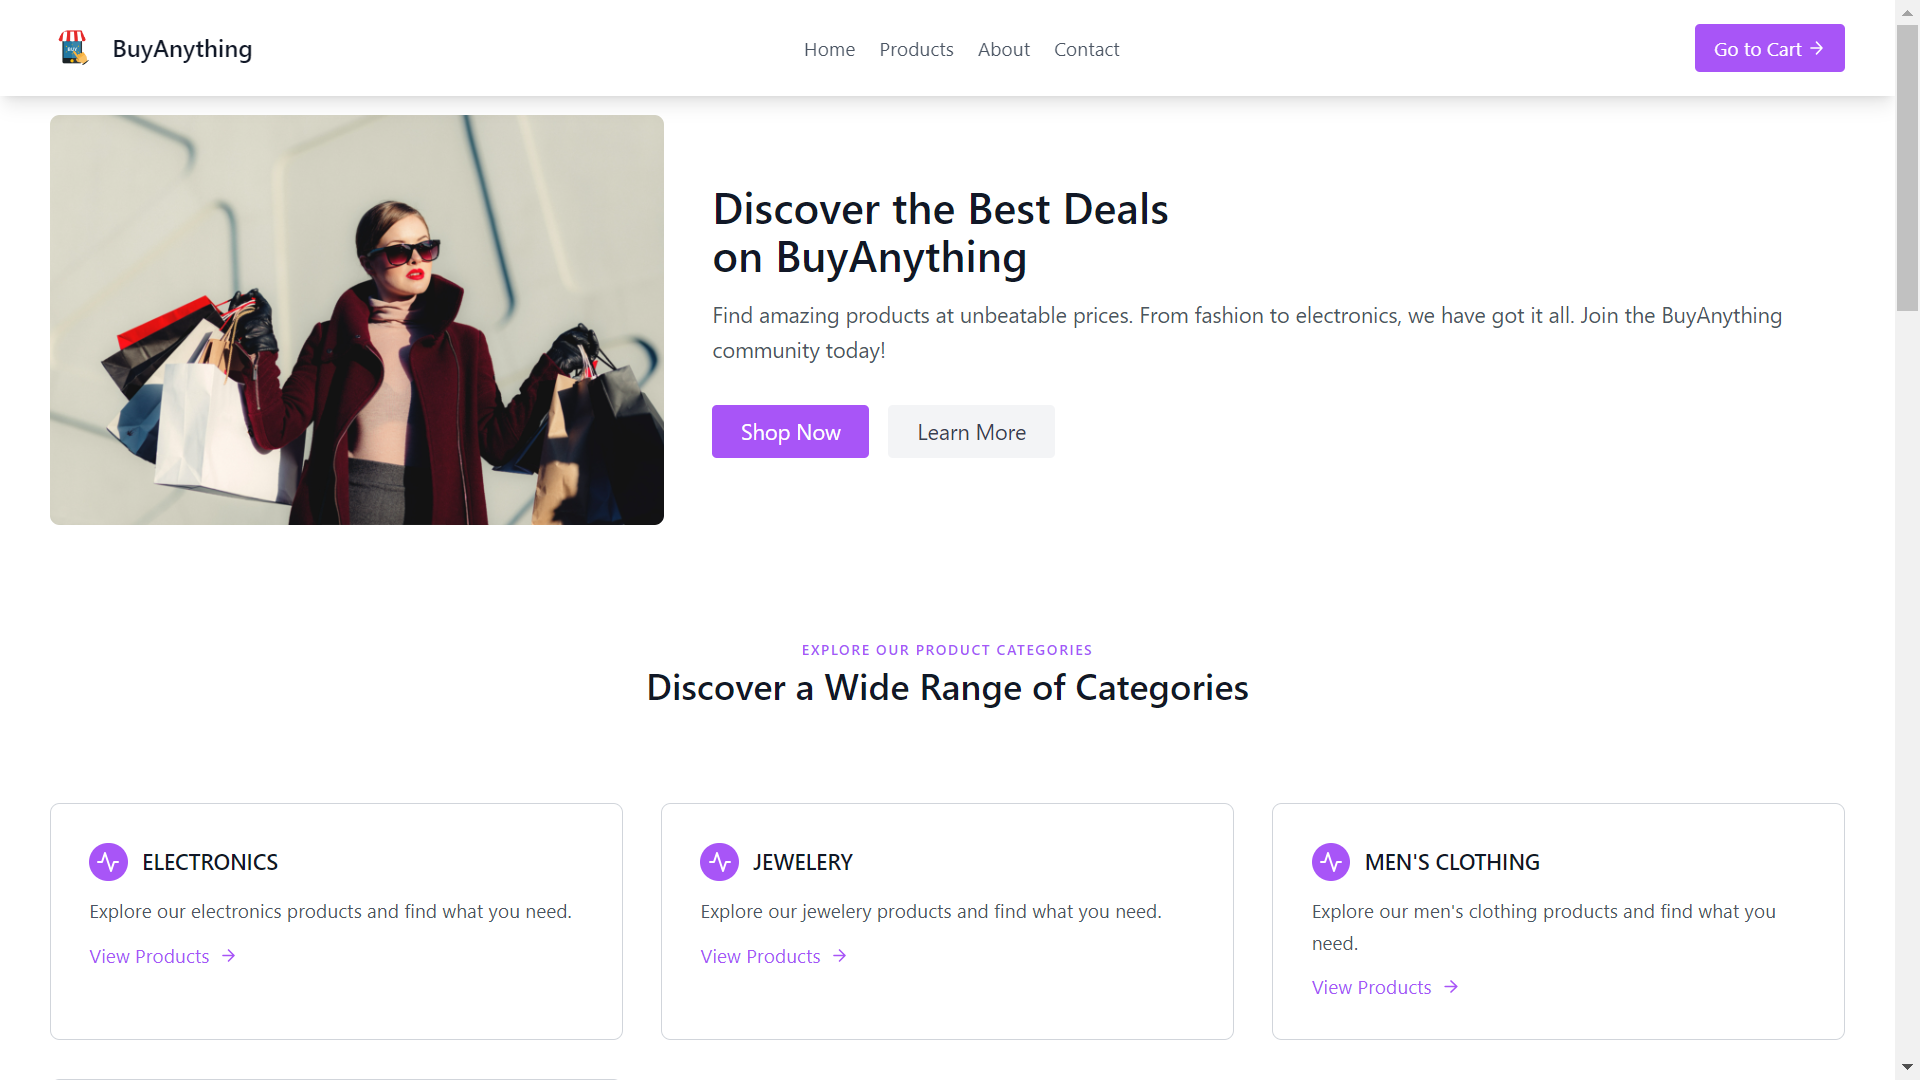 BUY
BuyAnything
Home
Products
About
Contact
Go to Cart →
Discover the Best Deals
on BuyAnything
Find amazing products at unbeatable prices. From fashion to electronics, we have got it all. Join the BuyAnything
community today!
Shop Now
Learn More
EXPLORE OUR PRODUCT CATEGORIES
Discover a Wide Range of Categories
ELECTRONICS
Explore our electronics products and find what you need.
View Products →
JEWELERY
Explore our jewelery products and find what you need.
View Products →
MEN'S CLOTHING
Explore our men's clothing products and find what you
need.
View Products →